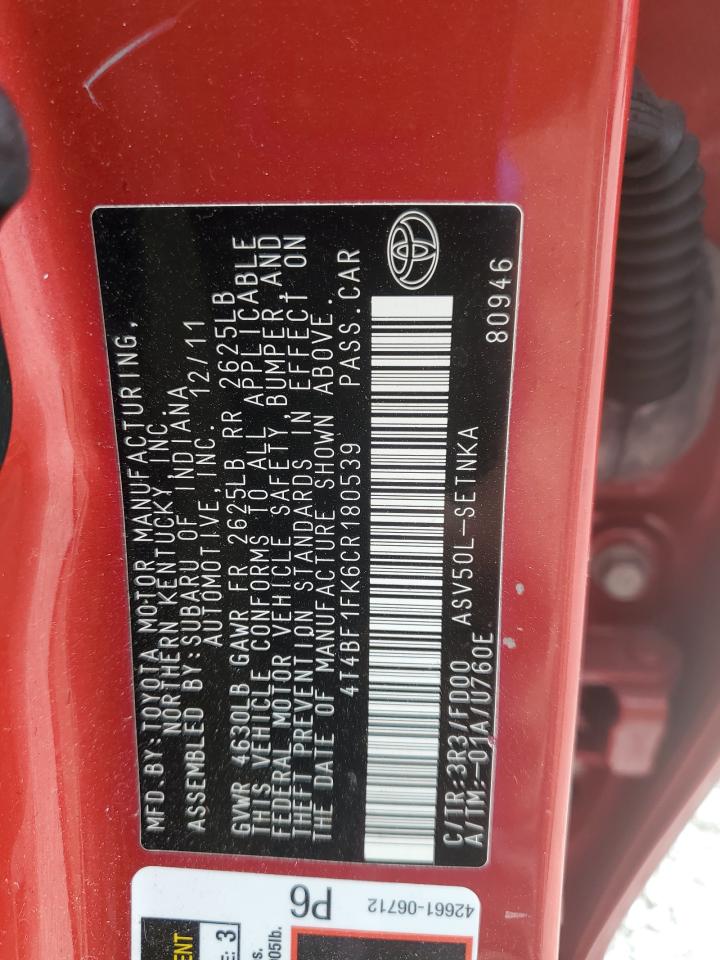 MFD.BY:TOYOTA MOTOR MANUFACTURING,
NORTHERN KENTUCKY,INC.
ASSEMBLED BY:SUBARU OF INDIANA
AUTOMOTIVE,INC. 12/11
GVWR 4630LB GAWR FR 2625LB RR 2625LB
THIS VEHICLE CONFORMS TO ALL APPLICABLE
FEDERAL MOTOR VEHICLE SAFETY,BUMPER,AND
THEFT PREVENTION STANDARDS IN EFFECT ON
THE DATE OF MANUFACTURE SHOWN ABOVE.
4T4BF1FK6CR180539 PASS.CAR
C/TR:3R3/FD00 ASV50L-SETNKA
A/TM:-01A/U760E 80946
P6
42661-06712
3
005lb.